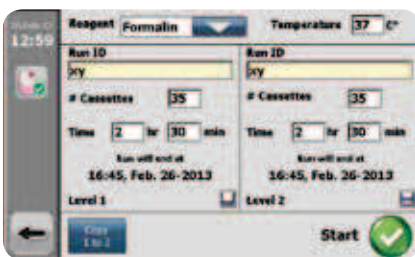 12:59
Reagent Formalin Temperature 37 C°
Run ID
xy
# Cassettes 35
Time 2 hr 30 min
Run will end at
16:45, Feb. 26-2013
Level 1
Run ID
xy
# Cassettes 35
Time 2 hr 30 min
Run will end at
16:45, Feb. 26-2013
Level 2
Copy
1 to 2
Start